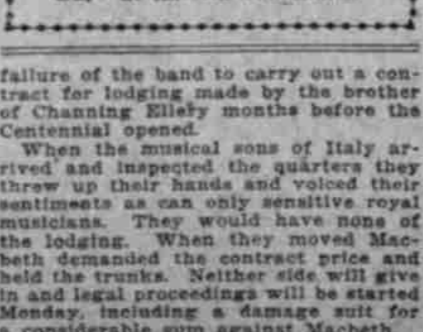 failure of the band to carry out a con-
tract for lodging made by the brother
of Channing Ellery months before the
Centennial opened.
When the musical sons of Italy ar-
rived and inspected the quarters they
threw up their hands and voiced their
sentiments as can only sensitive royal
musicians. They would have none of
the lodging. When they moved Mac-
beth demanded the contract price and
held the trunks. Neither side will give
in and legal proceedings will be started
Monday, including a damage suit for
a considerable sum against Macbeth.